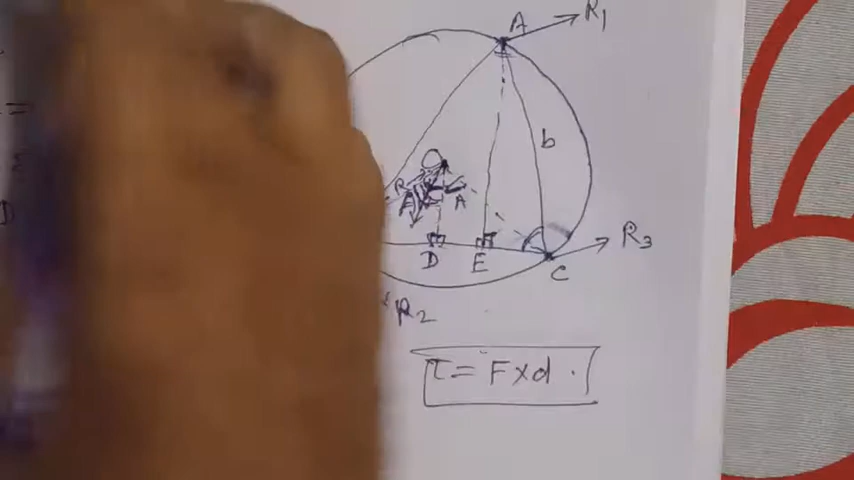 A
R₁
b
O
R
A
A
R₃
D
E
C
R₂
τ = F×d.